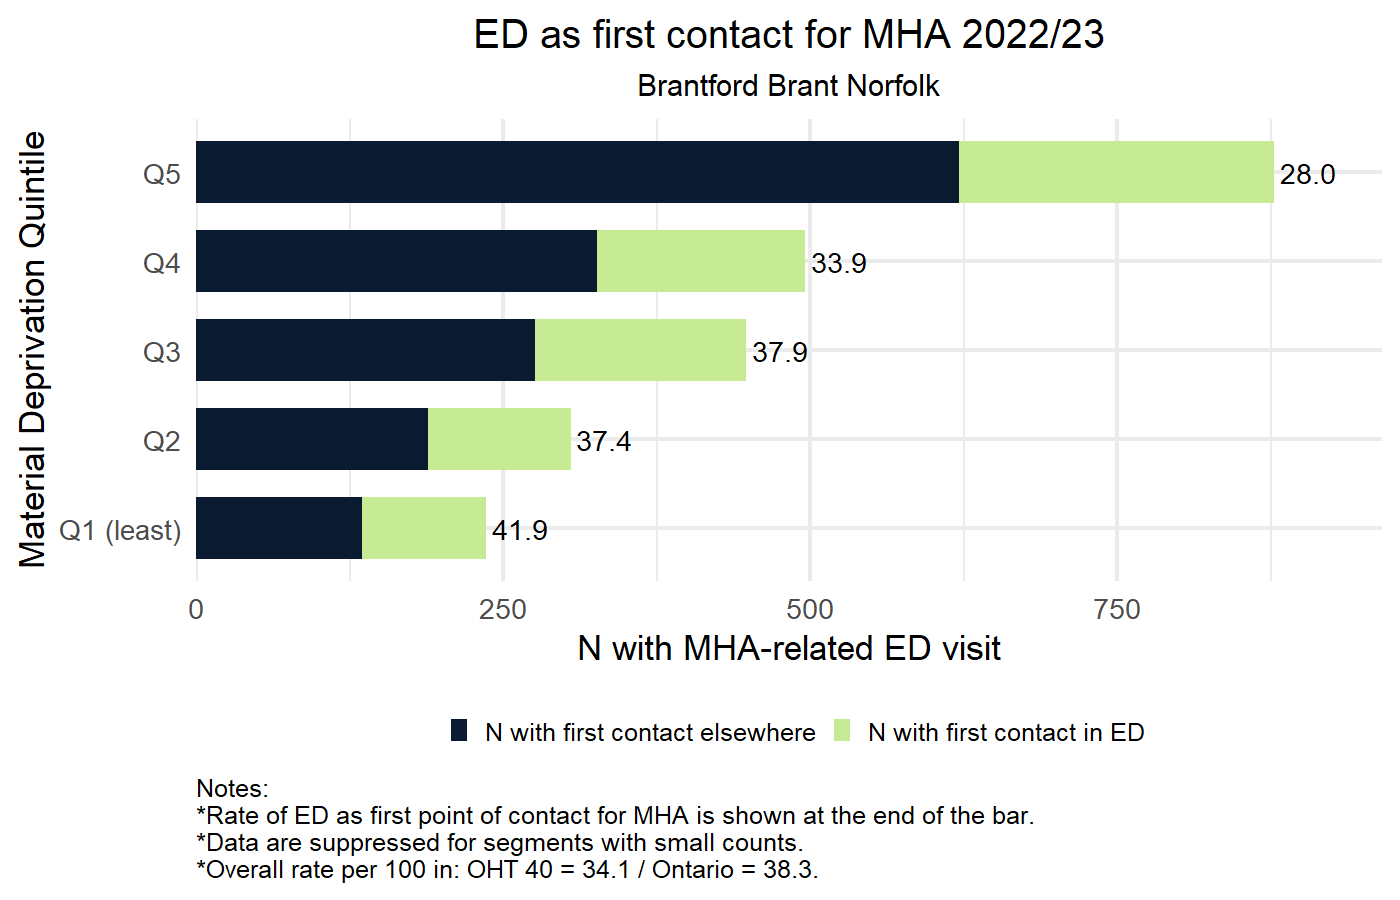 ED as first contact for MHA 2022/23
Brantford Brant Norfolk
Material Deprivation Quintile
Q5
28.0
Q4
33.9
Q3
37.9
Q2
37.4
Q1 (least)
41.9
0
250
500
750
N with MHA-related ED visit
N with first contact elsewhere
N with first contact in ED
Notes:
*Rate of ED as first point of contact for MHA is shown at the end of the bar.
*Data are suppressed for segments with small counts.
*Overall rate per 100 in: OHT 40 = 34.1 / Ontario = 38.3.